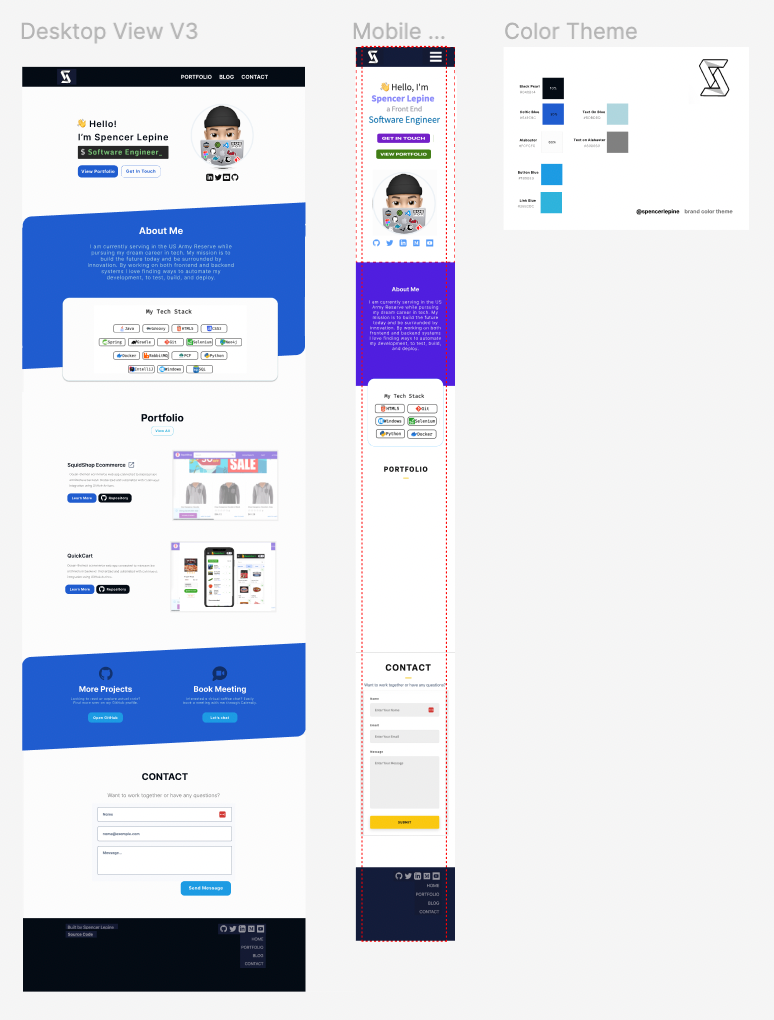 Desktop View V3
PORTFOLIO BLOG CONTACT
👋 Hello!
I'm Spencer Lepine
$ Software Engineer_
View Portfolio
Get In Touch
About Me
I am currently serving in the US Army Reserve while
pursuing my dream career in tech. My mission is to
build the future today and be surrounded by
innovation. By working on both frontend and backend
systems I love finding ways to automate my
development, to test, build, and deploy.
My Tech Stack
Java
HTML5
CSS3
Spring
Gradle
Git
Selenium
Docker
RabbitMQ
PCF
Python
IntelliJ
Windows
SQL
Portfolio
View All
SquidShop Ecommerce
Learn More
Repository
SALE
QuickCart
Learn More
Repository
More Projects
Open GitHub
Book Meeting
Let's chat
CONTACT
Want to work together or have any questions?
Name
name@example.com
Message...
Send Message
Built by Spencer Lepine
Source Code
HOME
PORTFOLIO
BLOG
CONTACT
Mobile ...
👋 Hello, I'm
Spencer Lepine
a Front End
Software Engineer
GET IN TOUCH
VIEW PORTFOLIO
About Me
I am currently serving in the US
Army Reserve while pursuing
my dream career in tech. My
mission is to build the future
today and be surrounded by
innovation. By working on both
frontend and backend systems
I love finding ways to automate
my development, to test, build,
and deploy.
My Tech Stack
HTML5
Git
Windows
Selenium
Python
Docker
PORTFOLIO
CONTACT
Want to work together or have any questions?
Name
Enter Your Name
Email
Enter Your Email
Message
Enter Your Message
SUBMIT
HOME
PORTFOLIO
BLOG
CONTACT
Color Theme
Black Pearl
Celtic Blue
Text On Blue
Alabaster
Text on Alabaster
Button Blue
Link Blue
@spencerlepine brand color theme